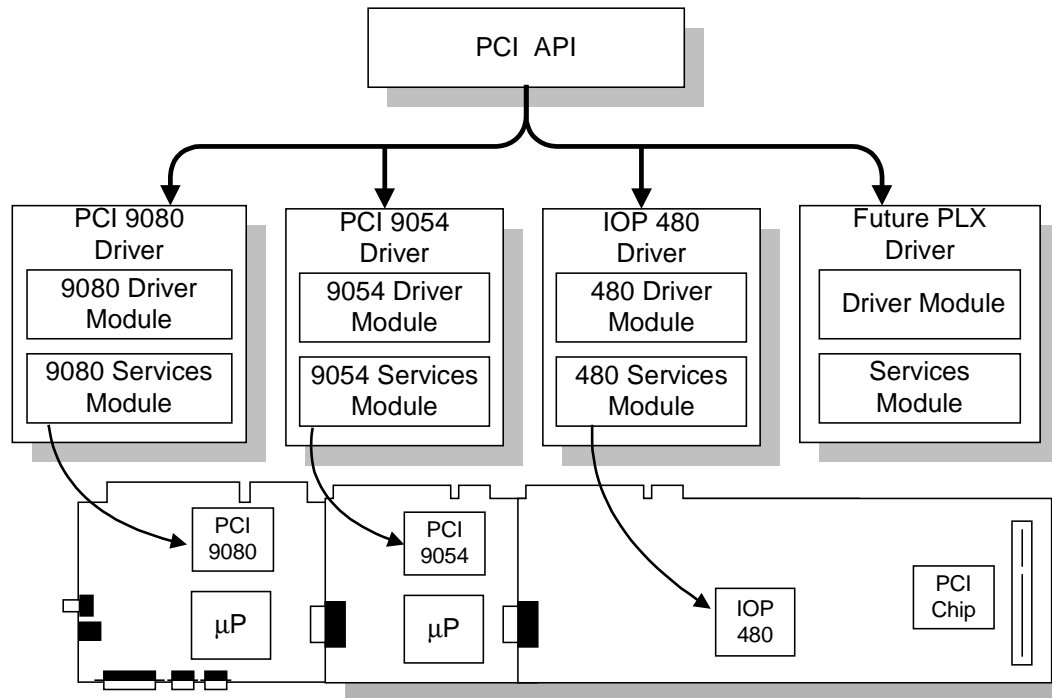 PCI API
PCI 9080
Driver
9080 Driver
Module
9080 Services
Module
PCI 9054
Driver
9054 Driver
Module
9054 Services
Module
IOP 480
Driver
480 Driver
Module
480 Services
Module
Future PLX
Driver
Driver Module
Services
Module
PCI
9080
μP
PCI
9054
μP
IOP
480
PCI
Chip